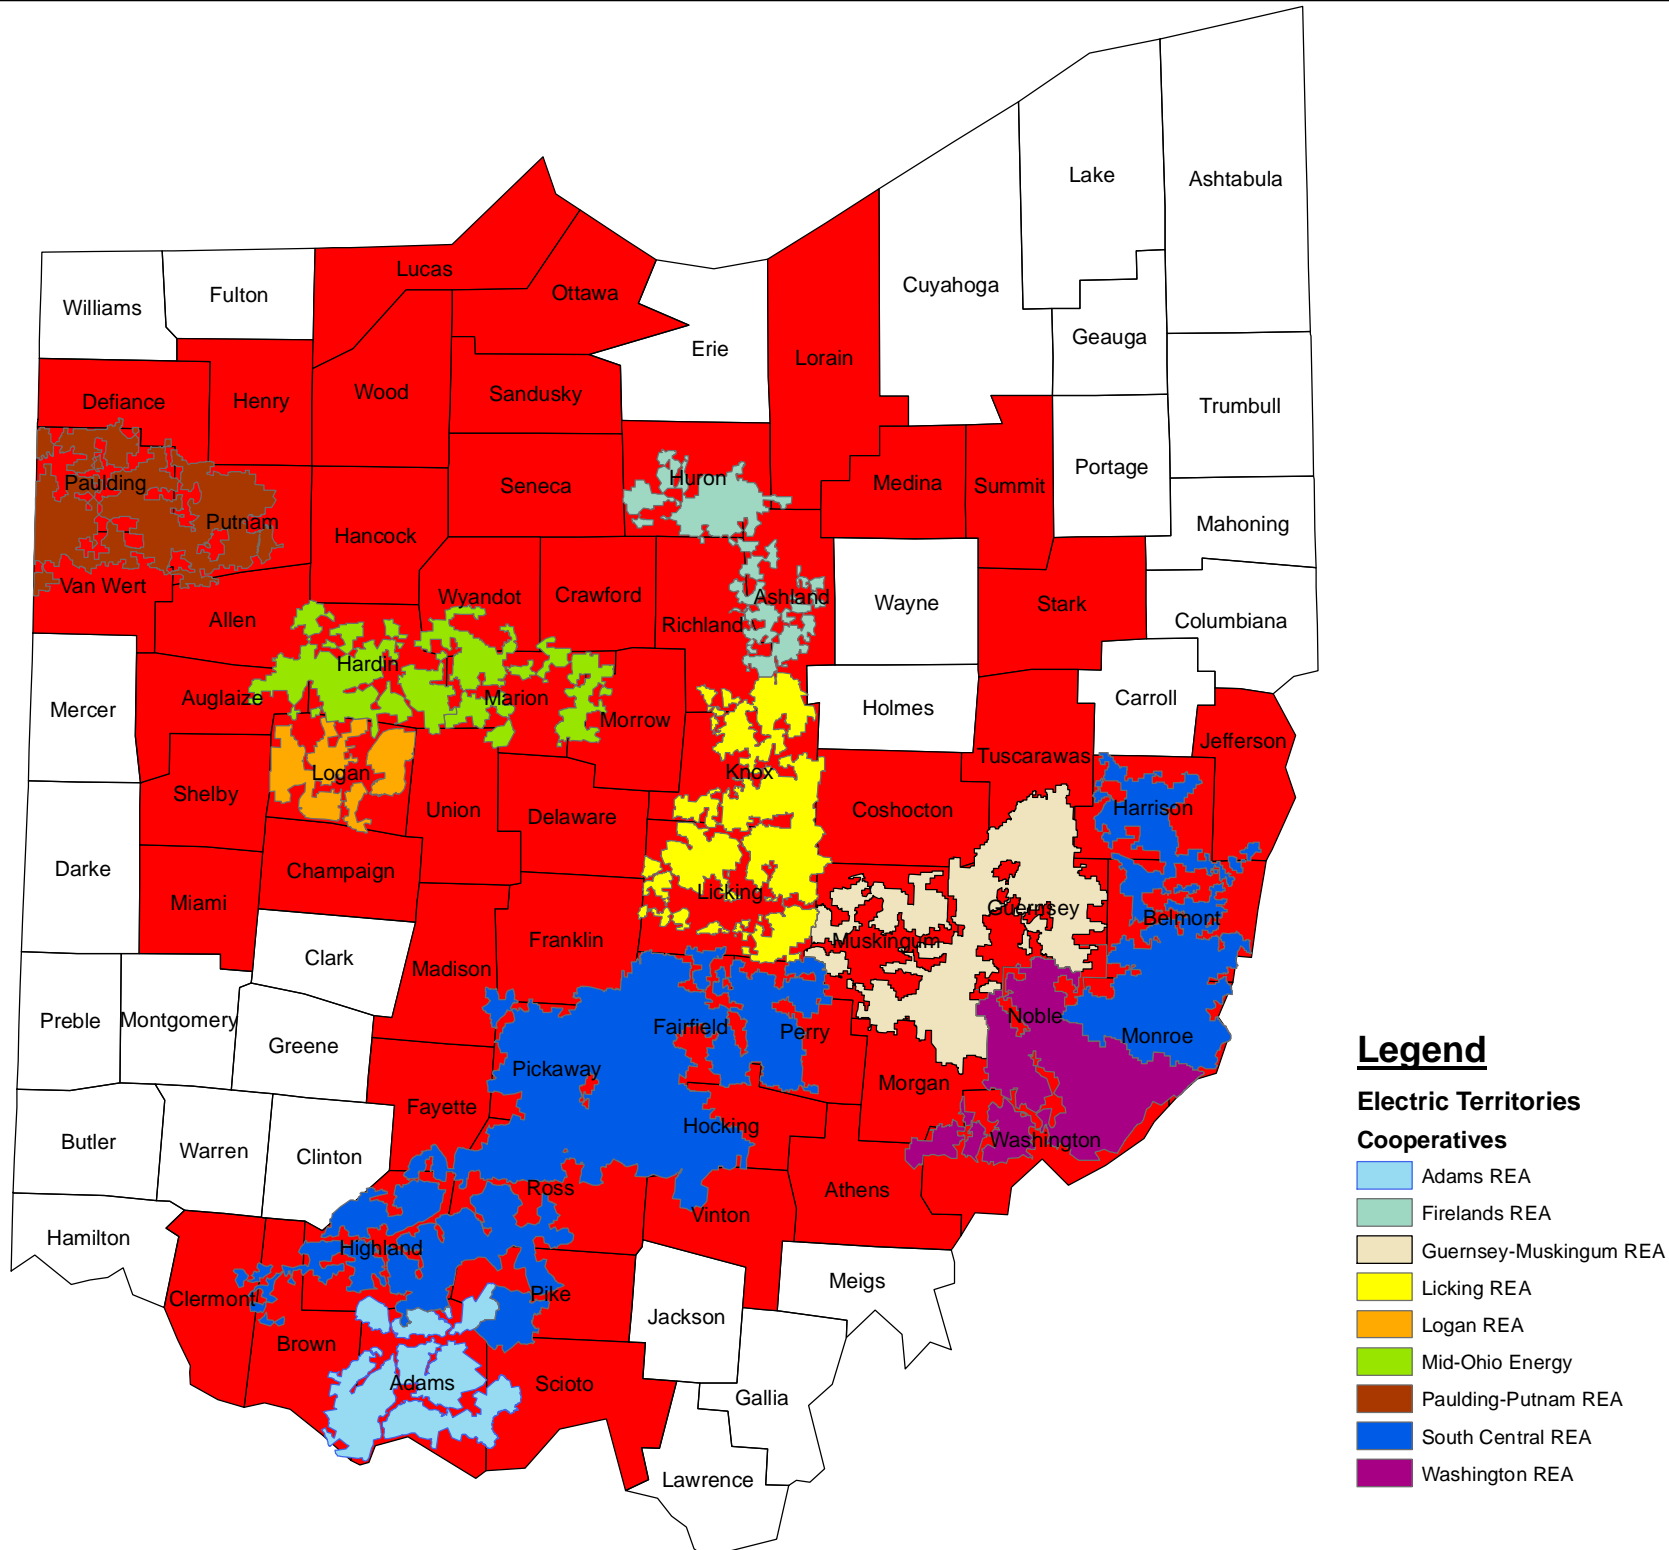 Lake
Ashtabula
Lucas
Fulton
Ottawa
Cuyahoga
Williams
Geauga
Erie
Lorain
Wood
Sandusky
Defiance
Henry
Trumbull
Portage
Huron
Paulding
Medina
Seneca
Summit
Putnam
Mahoning
Hancock
Van Wert
Wyandot
Crawford
Ashland
Wayne
Stark
Allen
Richland
Columbiana
Hardin
Auglaize
Marion
Carroll
Mercer
Holmes
Morrow
Jefferson
Tuscarawas
Logan
Knox
Shelby
Union
Delaware
Coshocton
Harrison
Darke
Champaign
Licking
Miami
Guernsey
Belmont
Franklin
Muskingum
Clark
Madison
Noble
Preble
Montgomery
Fairfield
Perry
Monroe
Greene
Pickaway
Morgan
Fayette
Hocking
Butler
Washington
Warren
Clinton
Ross
Athens
Vinton
Hamilton
Highland
Meigs
Clermont
Pike
Jackson
Brown
Adams
Scioto
Gallia
Lawrence
Legend
Electric Territories
Cooperatives
Adams REA
Firelands REA
Guernsey-Muskingum REA
Licking REA
Logan REA
Mid-Ohio Energy
Paulding-Putnam REA
South Central REA
Washington REA